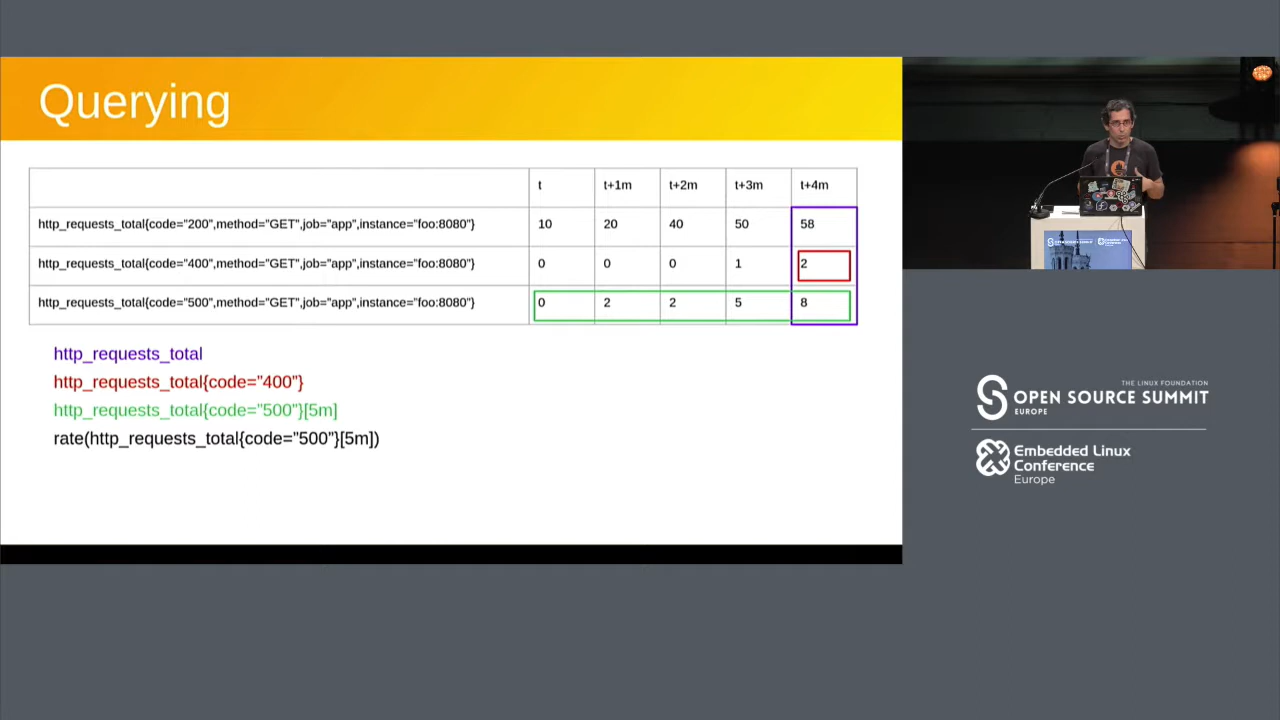 Querying
t t+1m t+2m t+3m t+4m
http_requests_total{code="200",method="GET",job="app",instance="foo:8080"} 10 20 40 50 58
http_requests_total{code="400",method="GET",job="app",instance="foo:8080"} 0 0 0 1 2
http_requests_total{code="500",method="GET",job="app",instance="foo:8080"} 0 2 2 5 8
http_requests_total
http_requests_total{code="400"}
http_requests_total{code="500"}[5m]
rate(http_requests_total{code="500"}[5m])
THE LINUX FOUNDATION
OPEN SOURCE SUMMIT
EUROPE
Embedded Linux
Conference
Europe